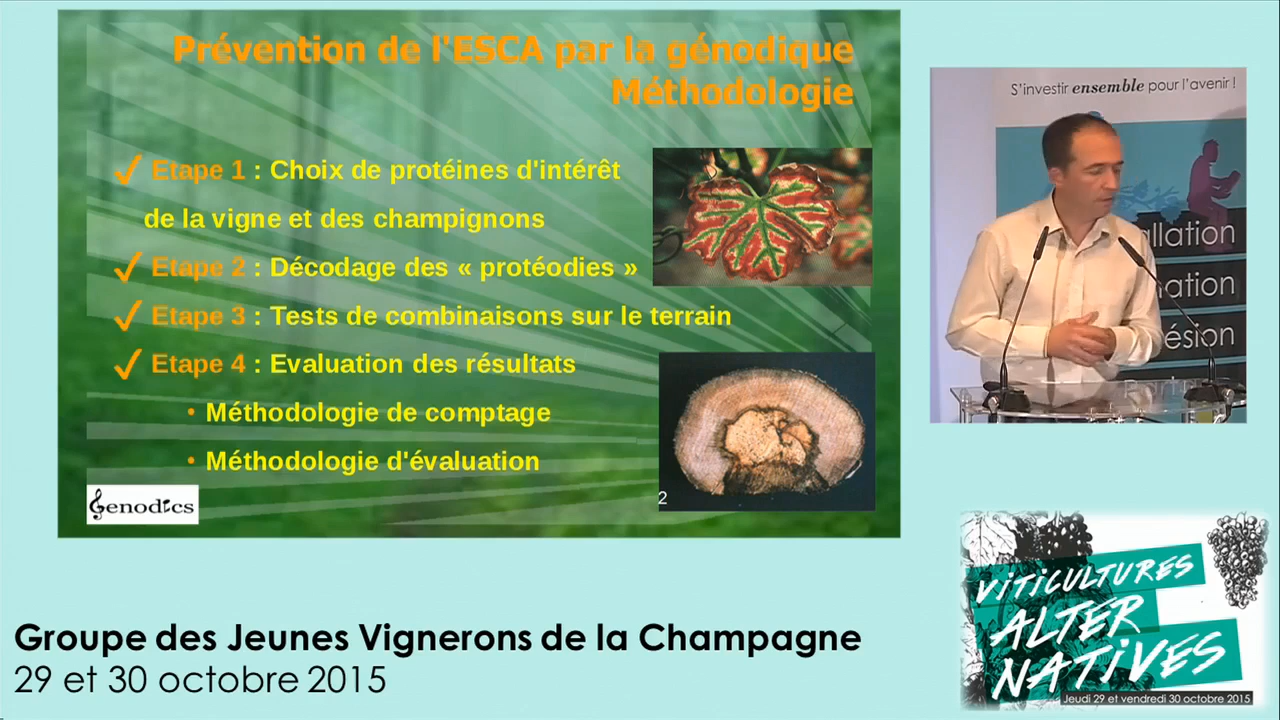 Prévention de l'ESCA par la génodique
Méthodologie
Etape 1 : Choix de protéines d'intérêt
de la vigne et des champignons
Etape 2 : Décodage des « protéodies »
Etape 3 : Tests de combinaisons sur le terrain
Etape 4 : Evaluation des résultats
• Méthodologie de comptage
• Méthodologie d'évaluation
Genodics
2
S'investir ensemble pour l'avenir !
allation
ation
ésion
Groupe des Jeunes Vignerons de la Champagne
29 et 30 octobre 2015
VITICULTURES
ALTER
NATIVES
Jeudi 29 et vendredi 30 octobre 2015